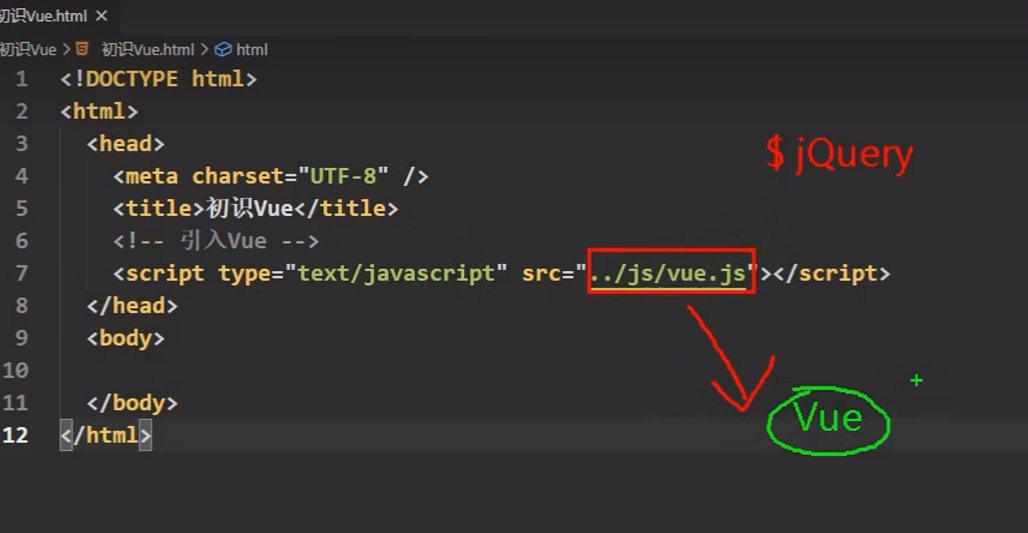 初识Vue.html ×
初识Vue > 初识Vue.html > html
1 <!DOCTYPE html>
2 <html>
3 <head>
$ jQuery
4 <meta charset="UTF-8" />
5 <title>初识Vue</title>
6 <!-- 引入Vue -->
7 <script type="text/javascript" src="../js/vue.js"></script>
8 </head>
9 <body>
10
11 </body>
Vue
12 </html>